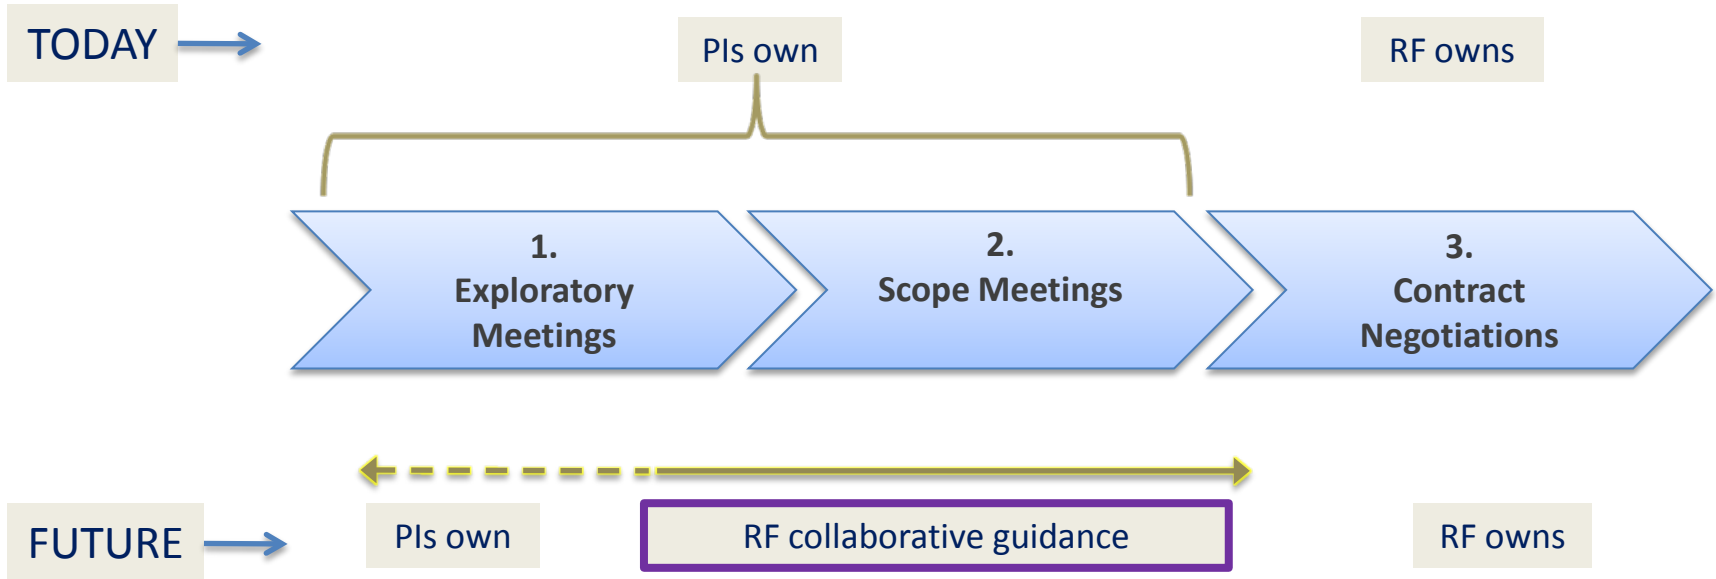 TODAY
PIs own
RF owns
1.
Exploratory
Meetings
2.
Scope Meetings
3.
Contract
Negotiations
FUTURE
PIs own
RF collaborative guidance
RF owns